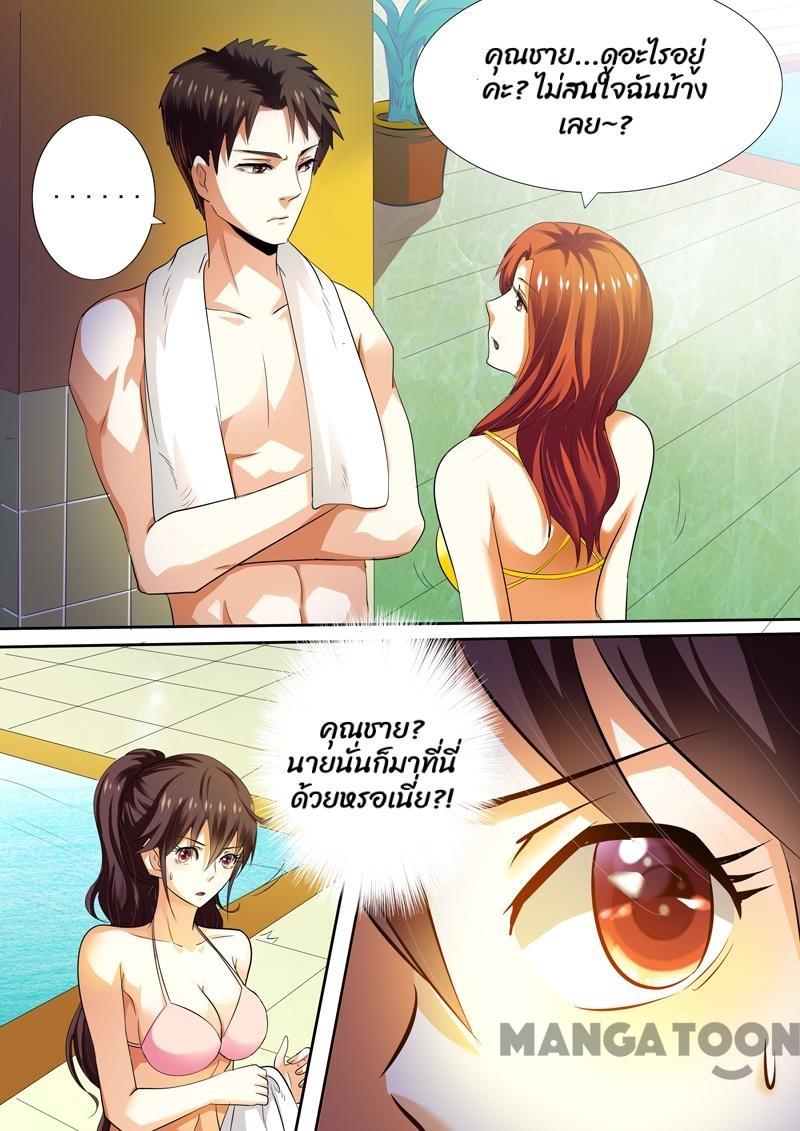 ......
คุณชาย...ดูอะไรอยู่
คะ? ไม่สนใจฉันบ้าง
เลย~?
คุณชาย?
นายนั่นก็มาที่นี่
ด้วยหรอเนี่ย?!
MANGATOON